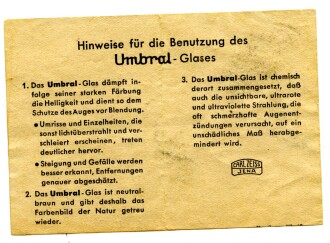 Hinweise für die Benutzung des
Umbral-Glases
1. Das Umbral-Glas dämpft in-
folge seiner starken Färbung
die Helligkeit und dient so dem
Schutze des Auges vor Blendung.
• Umrisse und Einzelheiten, die
sonst lichtüberstrahlt und ver-
schleiert erscheinen, treten
deutlicher hervor.
• Steigung und Gefälle werden
besser erkannt, Entfernungen
genauer abgeschätzt.
2. Das Umbral-Glas ist neutral-
braun und gibt deshalb das
Farbenbild der Natur getreu
wieder.
3. Das Umbral-Glas ist chemisch
derart zusammengesetzt, daß
auch die unsichtbare, ultrarote
und ultraviolette Strahlung, die
oft schmerzhafte Augenent-
zündungen verursacht, auf ein
unschädliches Maß herabge-
mindert wird.
CARL ZEISS
JENA